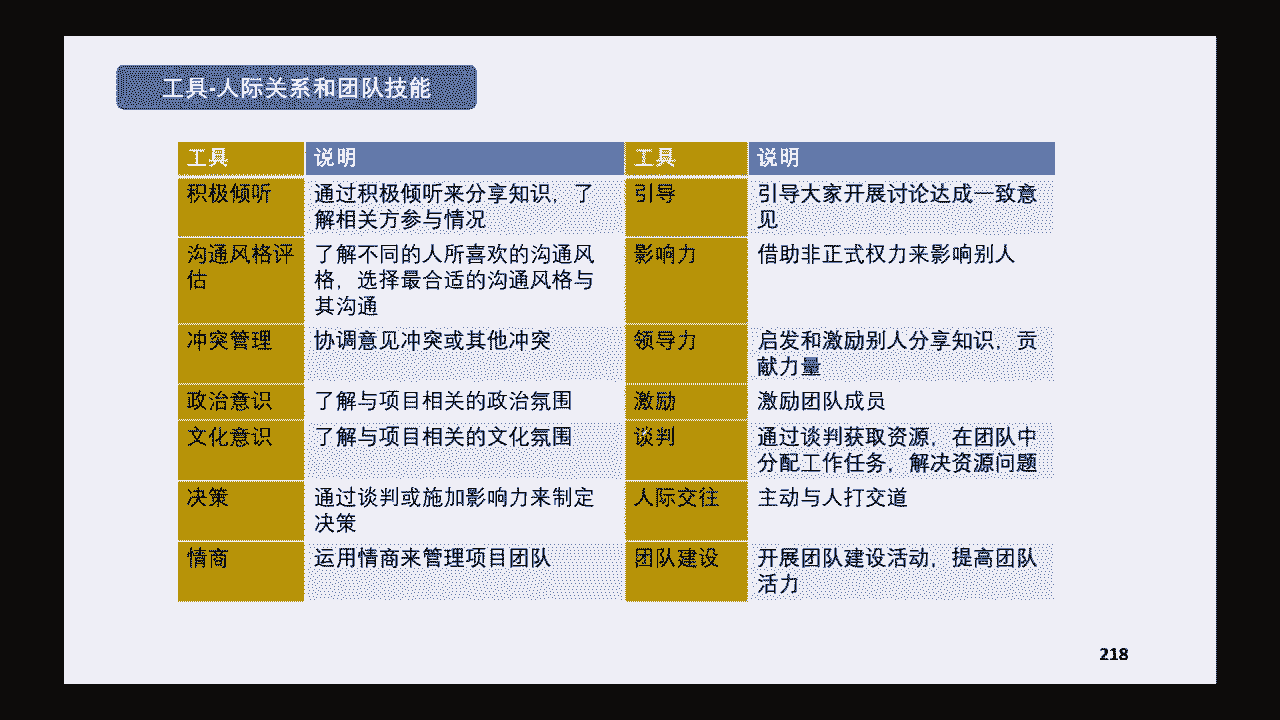 工具-人际关系和团队技能
工具 说明 工具 说明
积极倾听 通过积极倾听来分享知识，了 引导 引导大家开展讨论达成一致意
解相关方参与情况 见
沟通风格评 了解不同的人所喜欢的沟通风 影响力 借助非正式权力来影响别人
估 格，选择最合适的沟通风格与
其沟通
冲突管理 协调意见冲突或其他冲突 领导力 启发和激励别人分享知识，贡
献力量
政治意识 了解与项目相关的政治氛围 激励 激励团队成员
文化意识 了解与项目相关的文化氛围 谈判 通过谈判获取资源，在团队中
分配工作任务，解决资源问题
决策 通过谈判或施加影响力来制定 人际交往 主动与人打交道
决策
情商 运用情商来管理项目团队 团队建设 开展团队建设活动，提高团队
活力
218